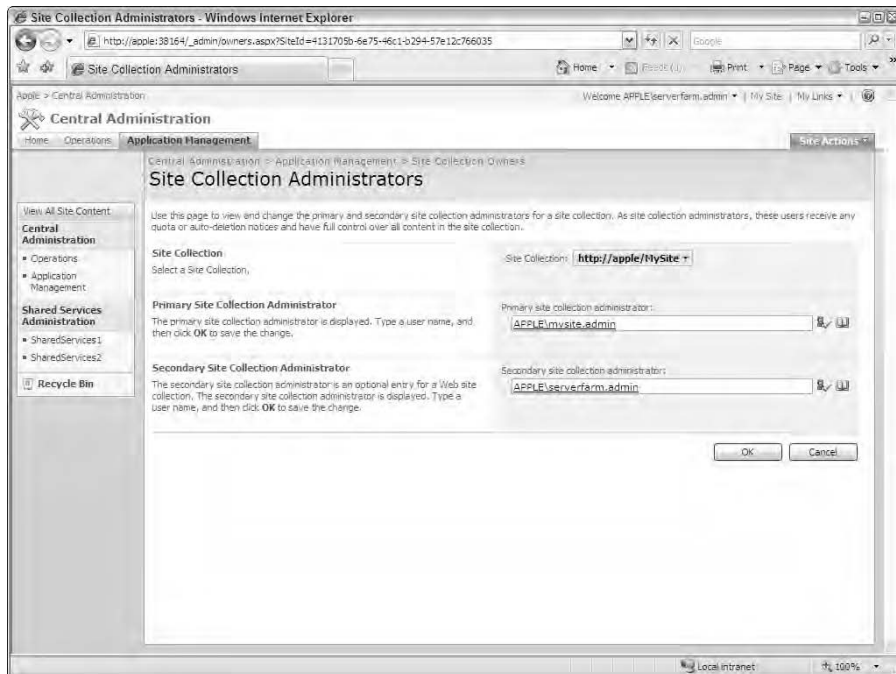 Site Collection Administrators - Windows Internet Explorer
http://apple:38164/_admin/owners.aspx?SiteId=4131705b-6e75-46c1-b294-57e12c766035
Google
Site Collection Administrators
Home
Print
Page
Tools
Apple > Central Administration
Welcome APPLE\serverfarm.admin | My Site | My Links
Central Administration
Home Operations Application Management
Site Actions
Central Administration > Application Management > Site Collection Owners
Site Collection Administrators
View All Site Content
Central Administration
Operations
Application Management
Shared Services Administration
SharedServices1
SharedServices2
Recycle Bin
Use this page to view and change the primary and secondary site collection administrators for a site collection. As site collection administrators, these users receive any
quota or auto-deletion notices and have full control over all content in the site collection.
Site Collection
Select a Site Collection.
Site Collection: http://apple/MySite
Primary Site Collection Administrator
The primary site collection administrator is displayed. Type a user name, and
then click OK to save the change.
Primary site collection administrator:
APPLE\mysite.admin
Secondary Site Collection Administrator
The secondary site collection administrator is an optional entry for a Web site
collection. The secondary site collection administrator is displayed. Type a
user name, and then click OK to save the change.
Secondary site collection administrator:
APPLE\serverfarm.admin
OK Cancel
Local intranet
100%